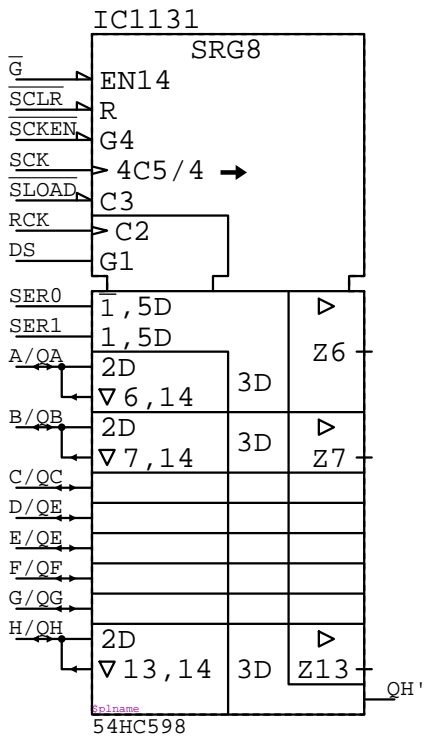 IC1131
SRG8
G
EN14
SCLR
R
SCKEN
G4
SCK
4C5/4
SLOAD
C3
RCK
C2
DS
G1
SER0
1,5D
SER1
1,5D
A/QA
2D
Z6
6,14
3D
B/QB
2D
7,14
3D
Z7
C/QC
D/QE
E/QE
F/QF
G/QG
H/QH
2D
13,14
3D
Z13
QH'
$plname
54HC598